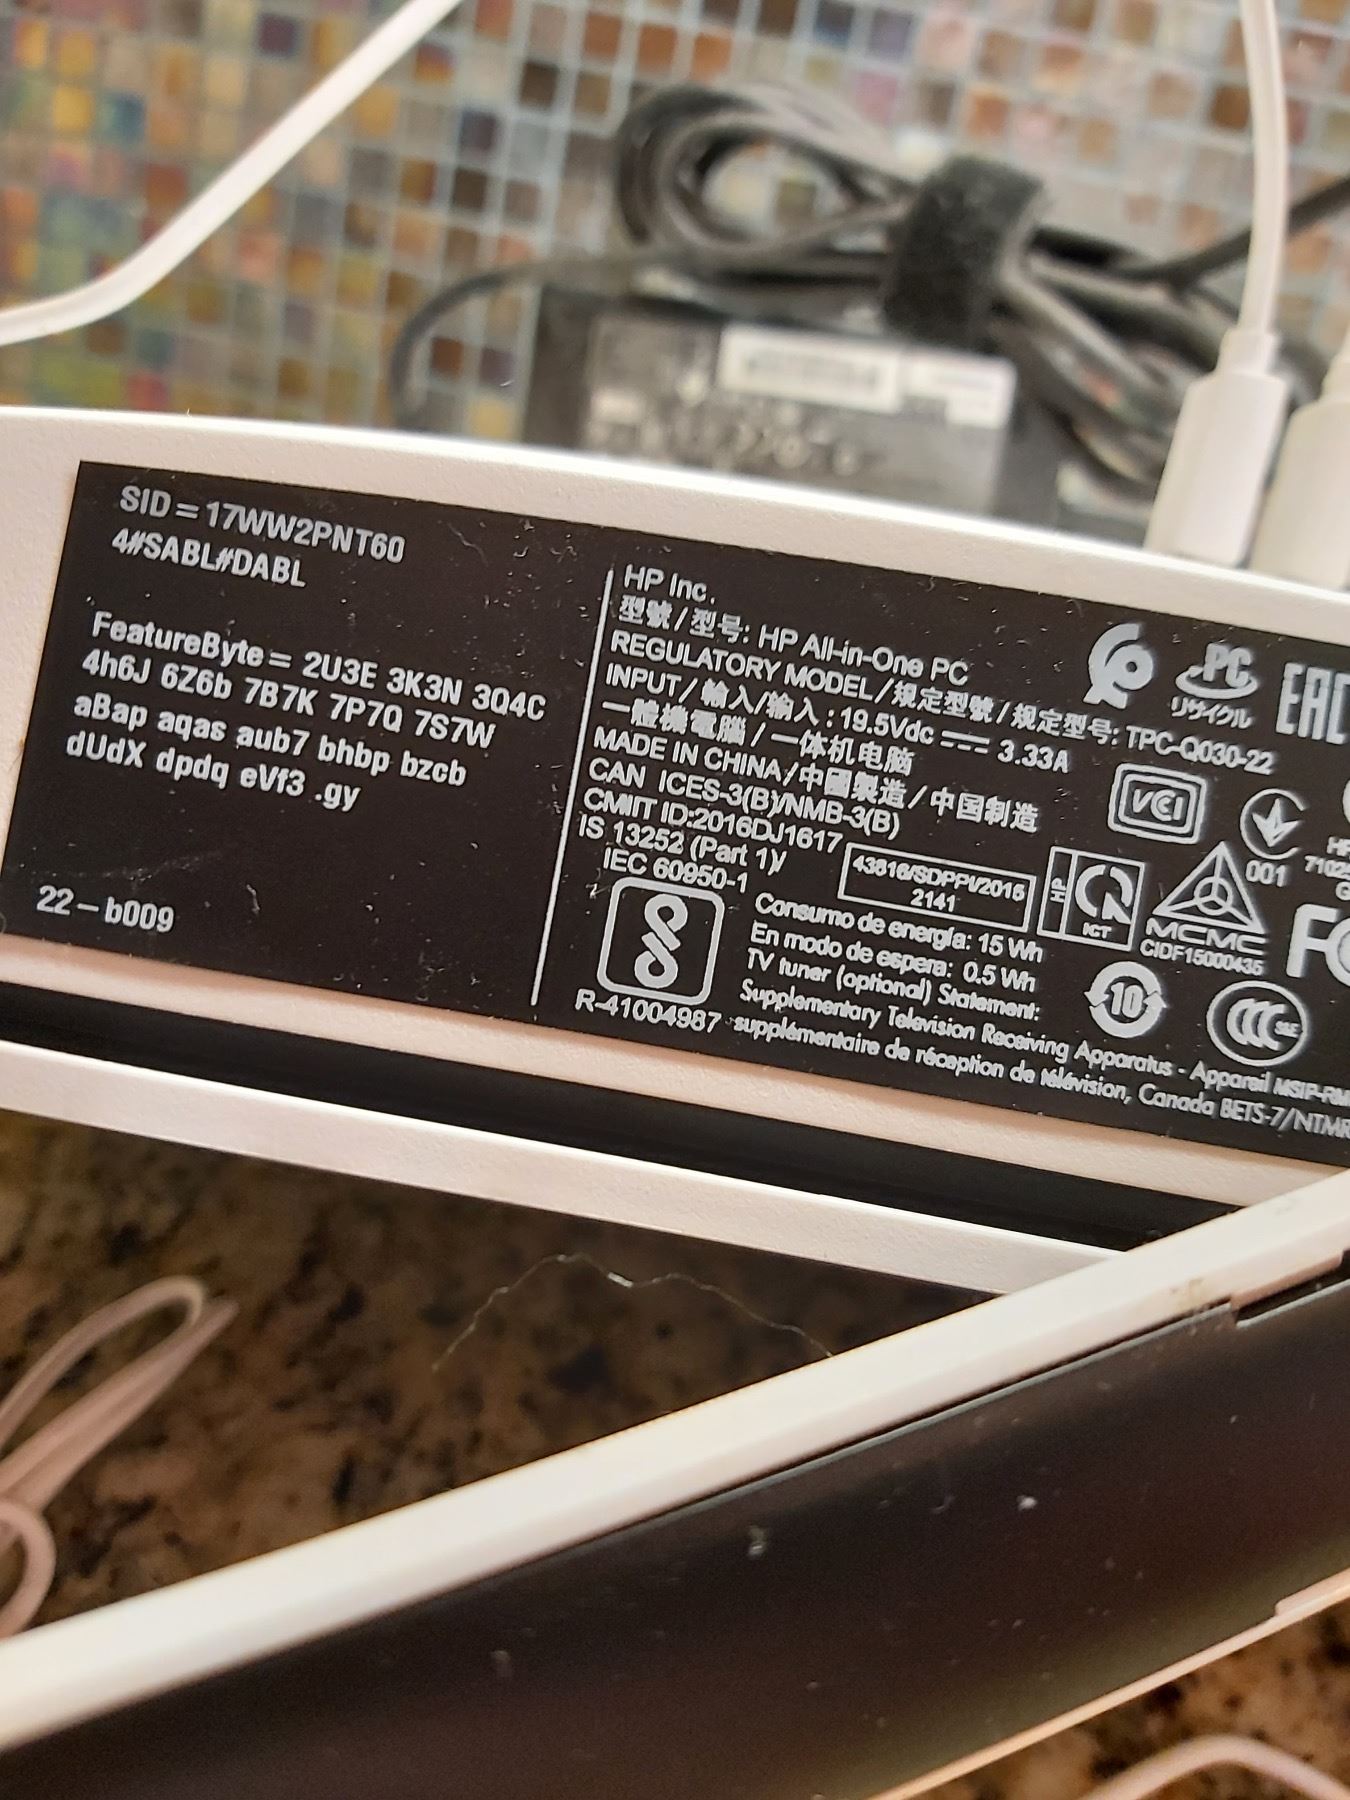 SID = 17WW2PNT60
4#SABL#DABL
FeatureByte = 2U3E 3K3N 3Q4C
4h6J 6Z6b 7B7K 7P7Q 7S7W
aBap aqas aub7 bhbp bzcb
dUdX dpdq eVf3 .gy
22-b009
HP Inc.
型號 / 型号: HP All-in-One PC
REGULATORY MODEL / 規定型號 / 规定型号: TPC-Q030-22
INPUT / 輸入/输入 : 19.5Vdc ⎓ 3.33A
一體機電腦 / 一体机电脑
MADE IN CHINA / 中國製造 / 中国制造
CAN ICES-3(B)/NMB-3(B)
CMIIT ID:2016DJ1617
IS 13252 (Part 1)/
IEC 60950-1
R-41004987
43816/SDPPI/2015
2141
Consumo de energía: 15 Wh
En modo de espera: 0.5 Wh
TV tuner (optional) Statement:
Supplementary Television Receiving Apparatus - Appareil
supplémentaire de réception de télévision, Canada BETS-7/NTMR
PC
リサイクル
EAC
VCI
001
HP
ICT
MCMC
CIDF15000435
10
CCC
S&E
FC